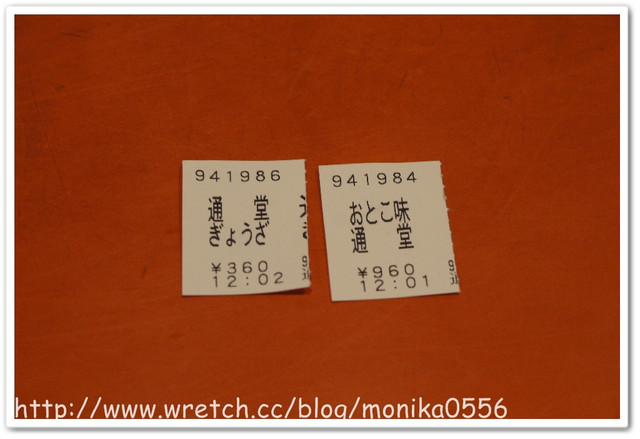 941986
通 堂
ぎょうざ
¥360
12:02
941984
おとこ味
通 堂
¥960
12:01
http://www.wretch.cc/blog/monika0556